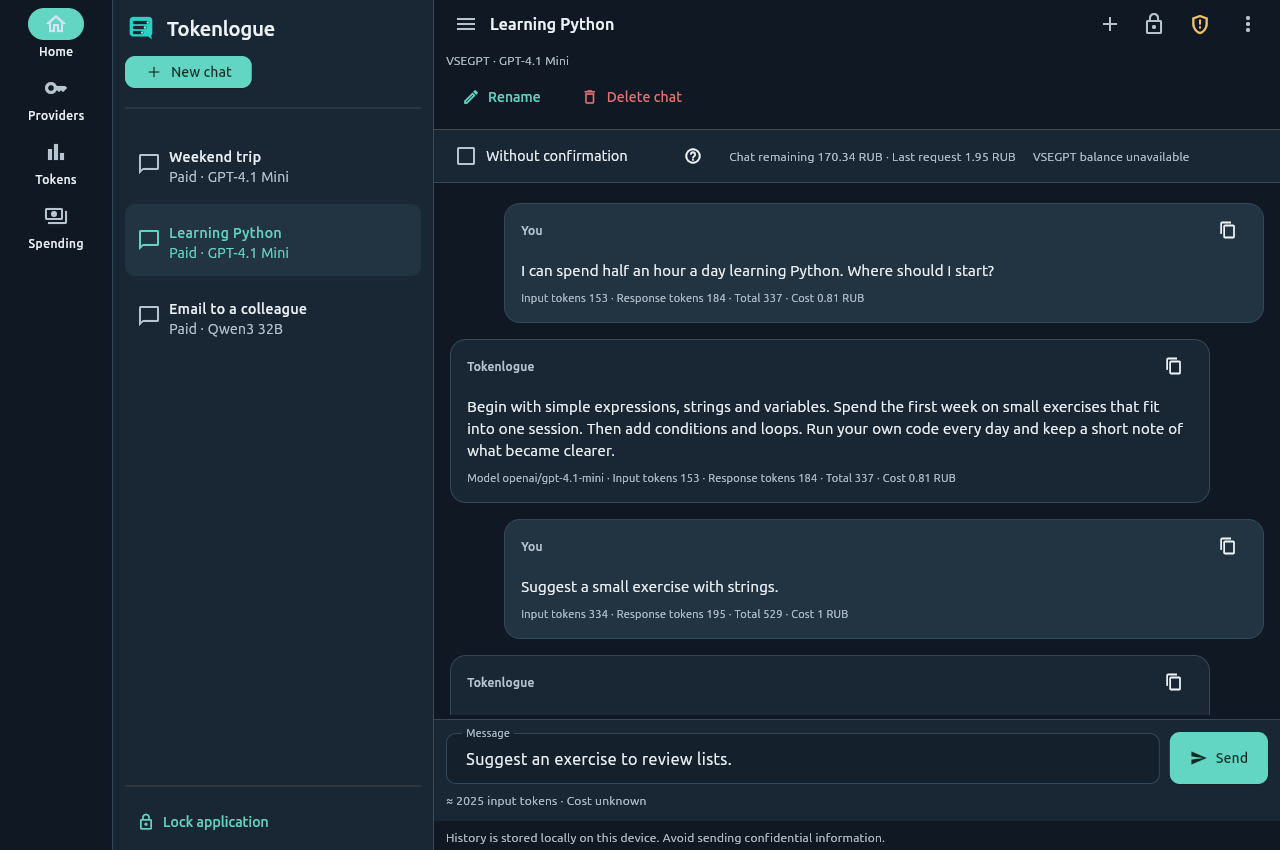 Home
Providers
Tokens
Spending
Tokenlogue
New chat
Weekend trip
Paid · GPT-4.1 Mini
Learning Python
Paid · GPT-4.1 Mini
Email to a colleague
Paid · Qwen3 32B
Lock application
Learning Python
VSEGPT · GPT-4.1 Mini
Rename
Delete chat
Without confirmation
Chat remaining 170.34 RUB · Last request 1.95 RUB
VSEGPT balance unavailable
You
I can spend half an hour a day learning Python. Where should I start?
Input tokens 153 · Response tokens 184 · Total 337 · Cost 0.81 RUB
Tokenlogue
Begin with simple expressions, strings and variables. Spend the first week on small exercises that fit
into one session. Then add conditions and loops. Run your own code every day and keep a short note of
what became clearer.
Model openai/gpt-4.1-mini · Input tokens 153 · Response tokens 184 · Total 337 · Cost 0.81 RUB
You
Suggest a small exercise with strings.
Input tokens 334 · Response tokens 195 · Total 529 · Cost 1 RUB
Tokenlogue
Message
Suggest an exercise to review lists.
Send
≈ 2025 input tokens · Cost unknown
History is stored locally on this device. Avoid sending confidential information.